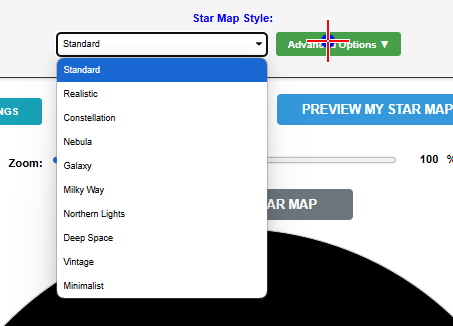 Star Map Style:
Standard
Advanced Options ▼
Standard
Realistic
Constellation
Nebula
Galaxy
Milky Way
Northern Lights
Deep Space
Vintage
Minimalist
NGS
PREVIEW MY STAR MAP
Zoom:
100 %
AR MAP